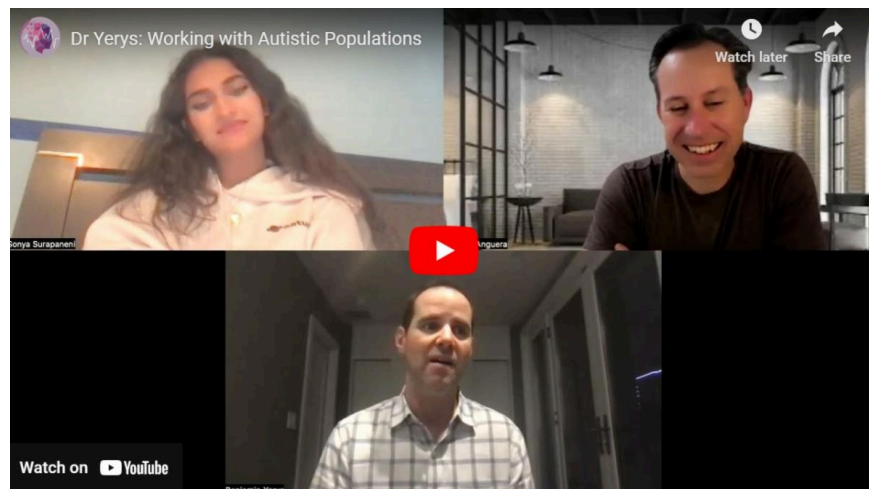 Dr Yerys: Working with Autistic Populations
Watch later
Share
Sonya Surapaneni
Anguera
Watch on YouTube